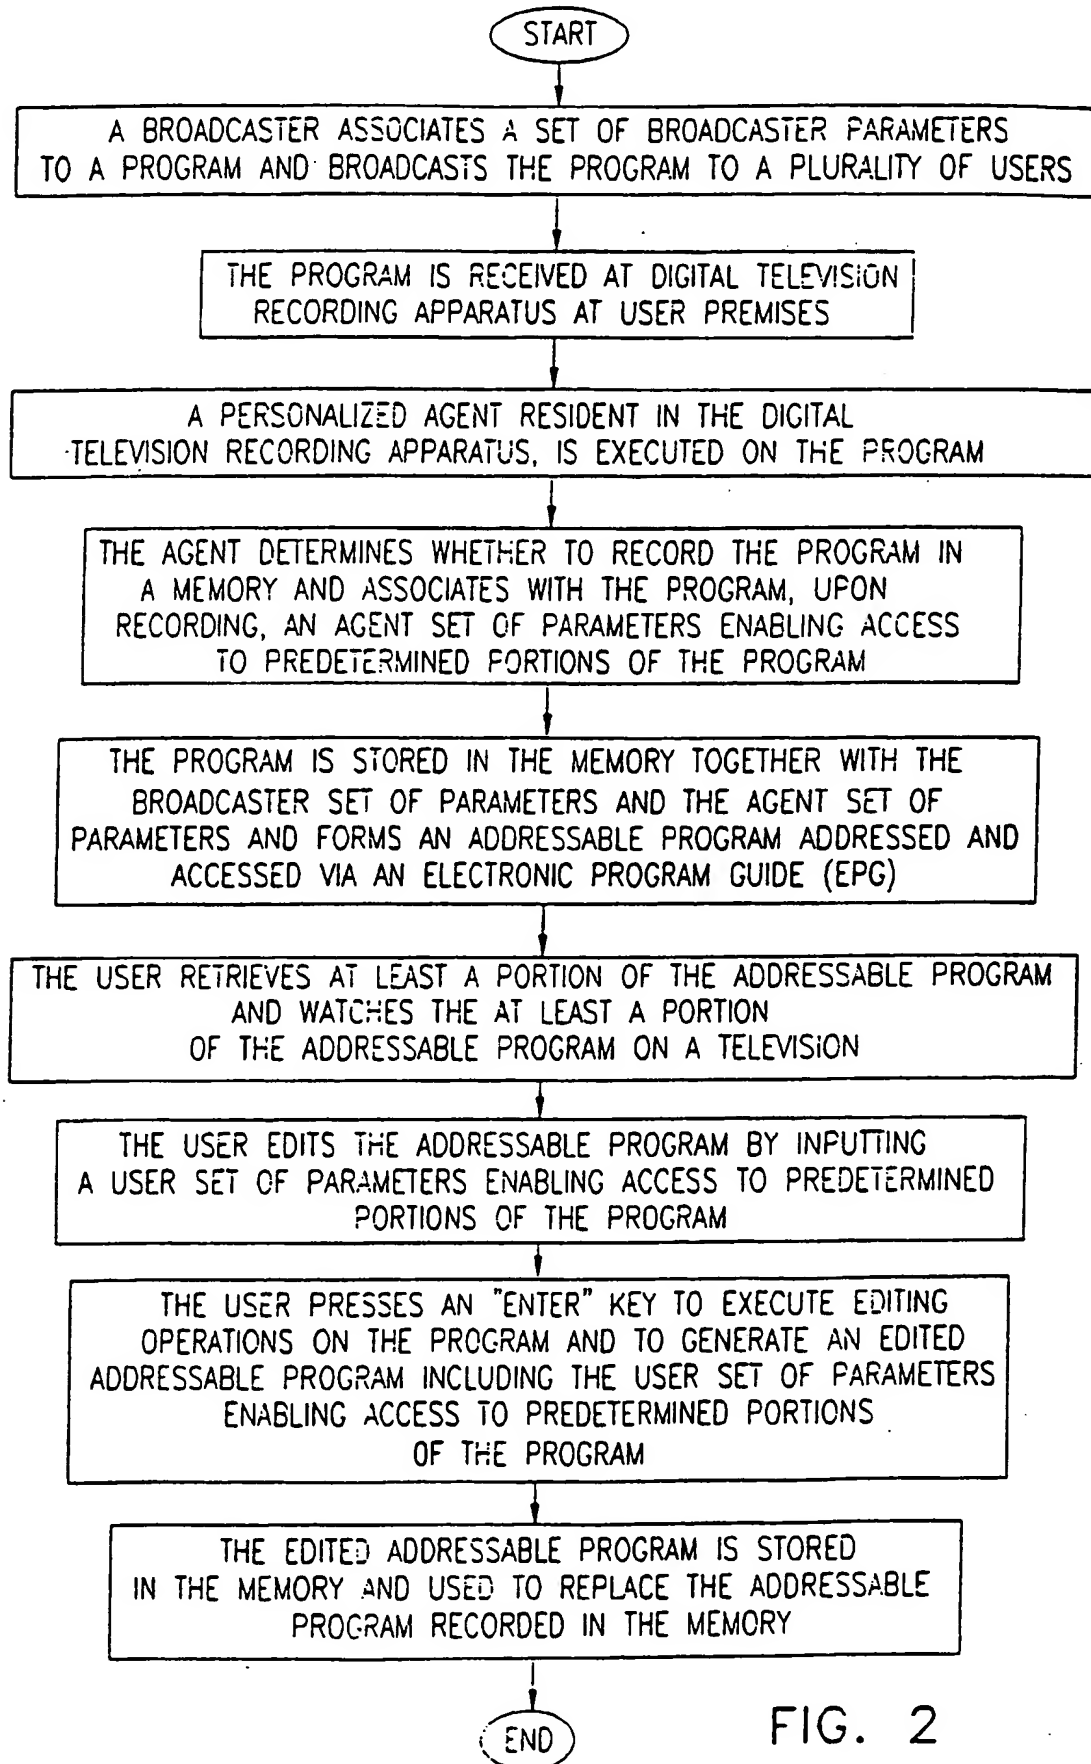 START
A BROADCASTER ASSOCIATES A SET OF BROADCASTER PARAMETERS
TO A PROGRAM AND BROADCASTS THE PROGRAM TO A PLURALITY OF USERS
THE PROGRAM IS RECEIVED AT DIGITAL TELEVISION
RECORDING APPARATUS AT USER PREMISES
A PERSONALIZED AGENT RESIDENT IN THE DIGITAL
TELEVISION RECORDING APPARATUS, IS EXECUTED ON THE PROGRAM
THE AGENT DETERMINES WHETHER TO RECORD THE PROGRAM IN
A MEMORY AND ASSOCIATES WITH THE PROGRAM, UPON
RECORDING, AN AGENT SET OF PARAMETERS ENABLING ACCESS
TO PREDETERMINED PORTIONS OF THE PROGRAM
THE PROGRAM IS STORED IN THE MEMORY TOGETHER WITH THE
BROADCASTER SET OF PARAMETERS AND THE AGENT SET OF
PARAMETERS AND FORMS AN ADDRESSABLE PROGRAM ADDRESSED AND
ACCESSED VIA AN ELECTRONIC PROGRAM GUIDE (EPG)
THE USER RETRIEVES AT LEAST A PORTION OF THE ADDRESSABLE PROGRAM
AND WATCHES THE AT LEAST A PORTION
OF THE ADDRESSABLE PROGRAM ON A TELEVISION
THE USER EDITS THE ADDRESSABLE PROGRAM BY INPUTTING
A USER SET OF PARAMETERS ENABLING ACCESS TO PREDETERMINED
PORTIONS OF THE PROGRAM
THE USER PRESSES AN "ENTER" KEY TO EXECUTE EDITING
OPERATIONS ON THE PROGRAM AND TO GENERATE AN EDITED
ADDRESSABLE PROGRAM INCLUDING THE USER SET OF PARAMETERS
ENABLING ACCESS TO PREDETERMINED PORTIONS
OF THE PROGRAM
THE EDITED ADDRESSABLE PROGRAM IS STORED
IN THE MEMORY AND USED TO REPLACE THE ADDRESSABLE
PROGRAM RECORDED IN THE MEMORY
END
FIG. 2